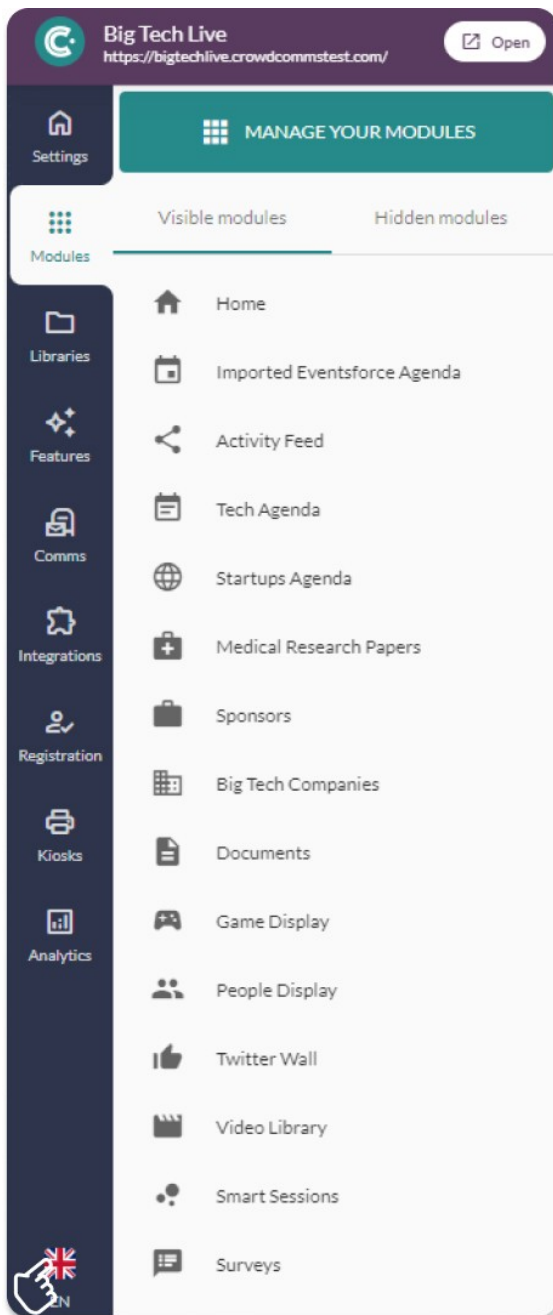 Big Tech Live
https://bigtechlive.crowdcommstest.com/
Open
Settings
MANAGE YOUR MODULES
Modules
Visible modules
Hidden modules
Libraries
Features
Comms
Integrations
Registration
Kiosks
Analytics
Home
Imported Eventsforce Agenda
Activity Feed
Tech Agenda
Startups Agenda
Medical Research Papers
Sponsors
Big Tech Companies
Documents
Game Display
People Display
Twitter Wall
Video Library
Smart Sessions
Surveys
EN